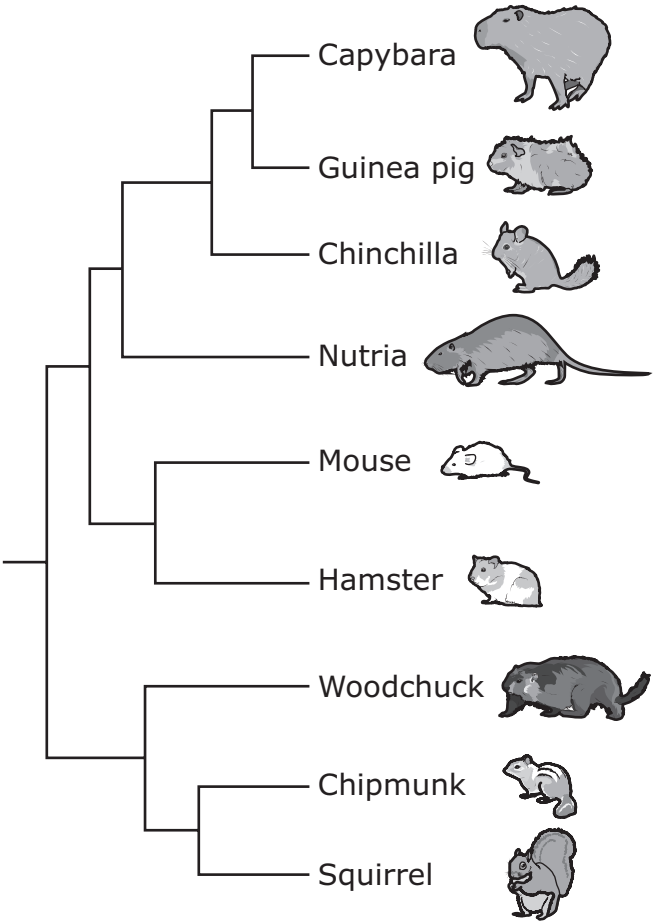 Capybara
Guinea pig
Chinchilla
Nutria
Mouse
Hamster
Woodchuck
Chipmunk
Squirrel